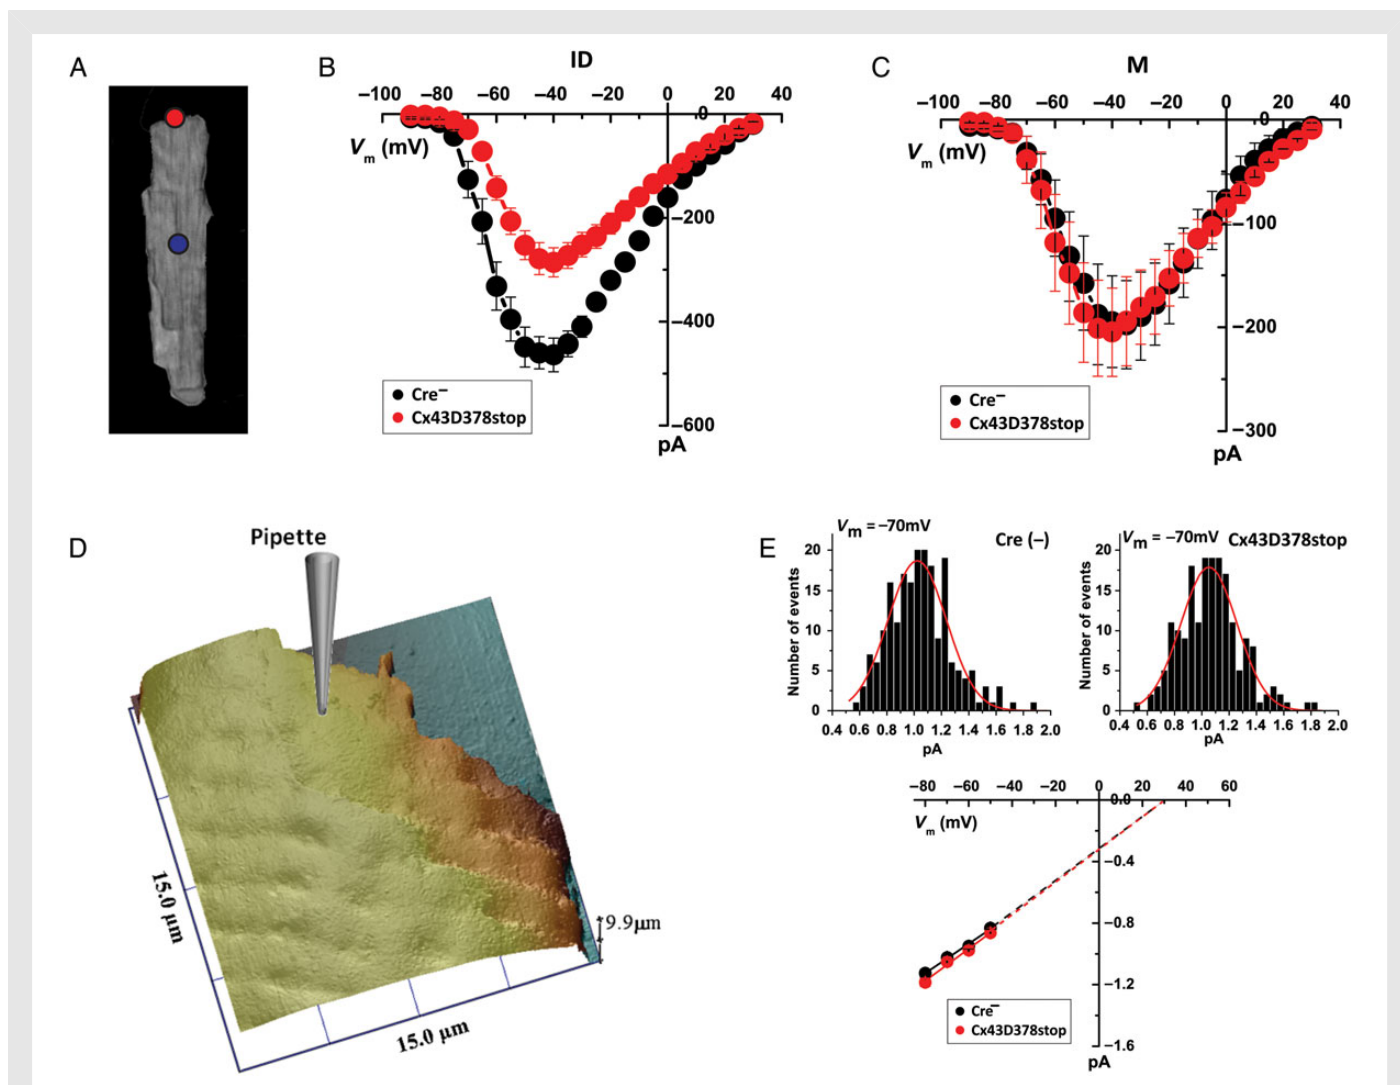 A
B
ID
−100 −80 −60 −40 −20 0 20 40
0
Vm (mV)
−200
−400
−600
pA
Cre−
Cx43D378stop
C
M
−100 −80 −60 −40 −20 0 20 40
0
Vm (mV)
−100
−200
−300
pA
Cre−
Cx43D378stop
D
Pipette
15.0 µm
15.0 µm
9.9µm
E
Vm = −70mV
Cre (−)
Number of events
20
15
10
5
0
0.4 0.6 0.8 1.0 1.2 1.4 1.6 1.8 2.0
pA
Vm = −70mV
Cx43D378stop
Number of events
20
15
10
5
0
0.4 0.6 0.8 1.0 1.2 1.4 1.6 1.8 2.0
pA
−80 −60 −40 −20 0 20 40 60
0.0
Vm (mV)
−0.4
−0.8
−1.2
−1.6
pA
Cre−
Cx43D378stop